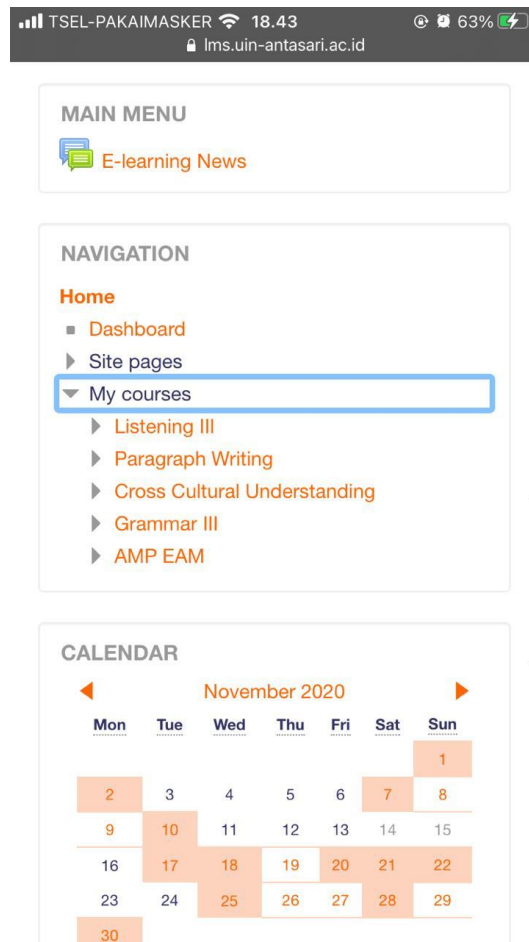 TSEL-PAKAIMASKER 18.43 63%
lms.uin-antasari.ac.id
MAIN MENU
E-learning News
NAVIGATION
Home
Dashboard
Site pages
My courses
Listening III
Paragraph Writing
Cross Cultural Understanding
Grammar III
AMP EAM
CALENDAR
November 2020
Mon Tue Wed Thu Fri Sat Sun
1
2 3 4 5 6 7 8
9 10 11 12 13 14 15
16 17 18 19 20 21 22
23 24 25 26 27 28 29
30